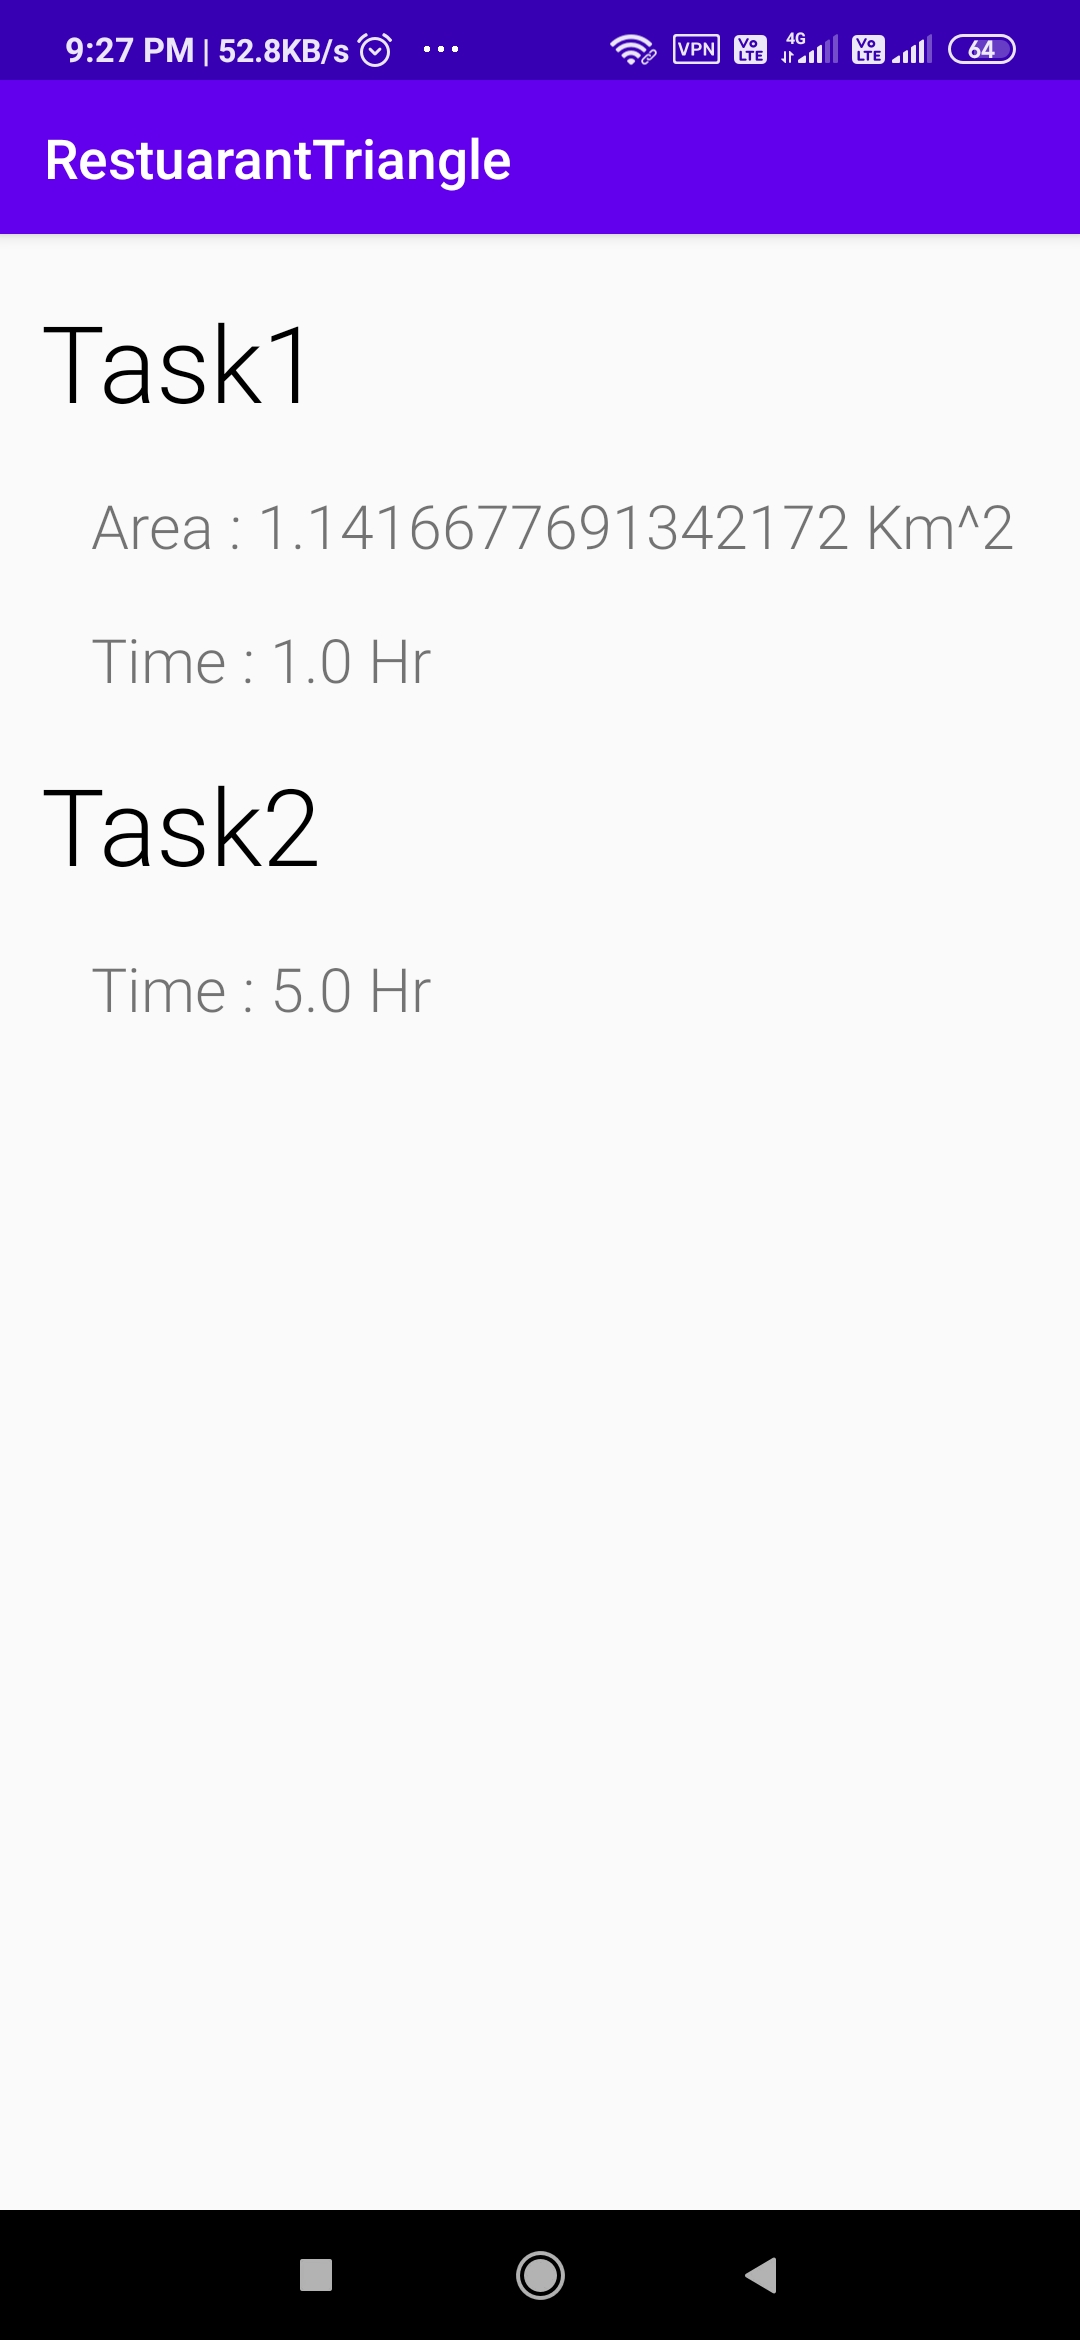 9:27 PM | 52.8KB/s ... VPN Vo LTE 4G Vo LTE 64
RestuarantTriangle
Task1
Area : 1.1416677691342172 Km^2
Time : 1.0 Hr
Task2
Time : 5.0 Hr